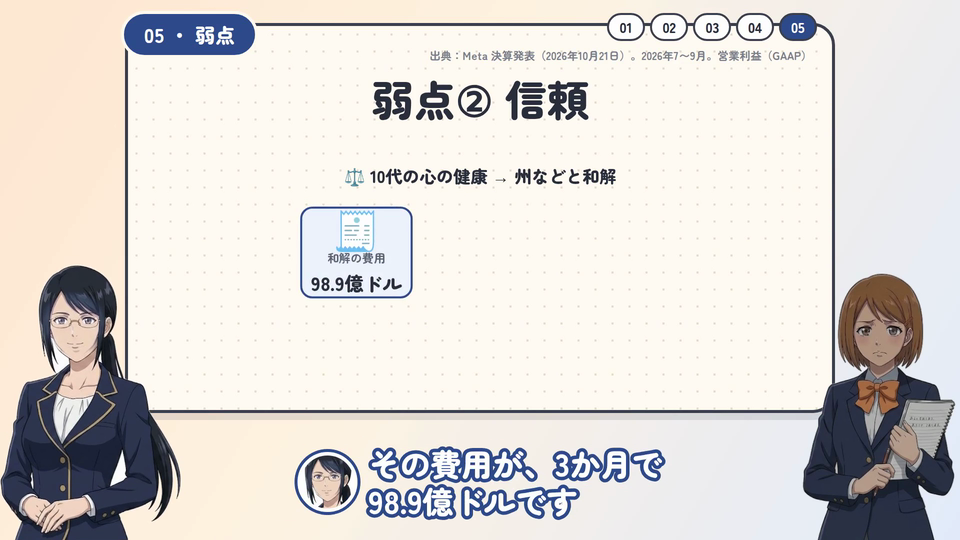 05・弱点
01 02 03 04 05
出典：Meta 決算発表（2026年10月21日）。2026年7〜9月。営業利益（GAAP）
弱点② 信頼
10代の心の健康 → 州などと和解
和解の費用
98.9億ドル
その費用が、3か月で
98.9億ドルです